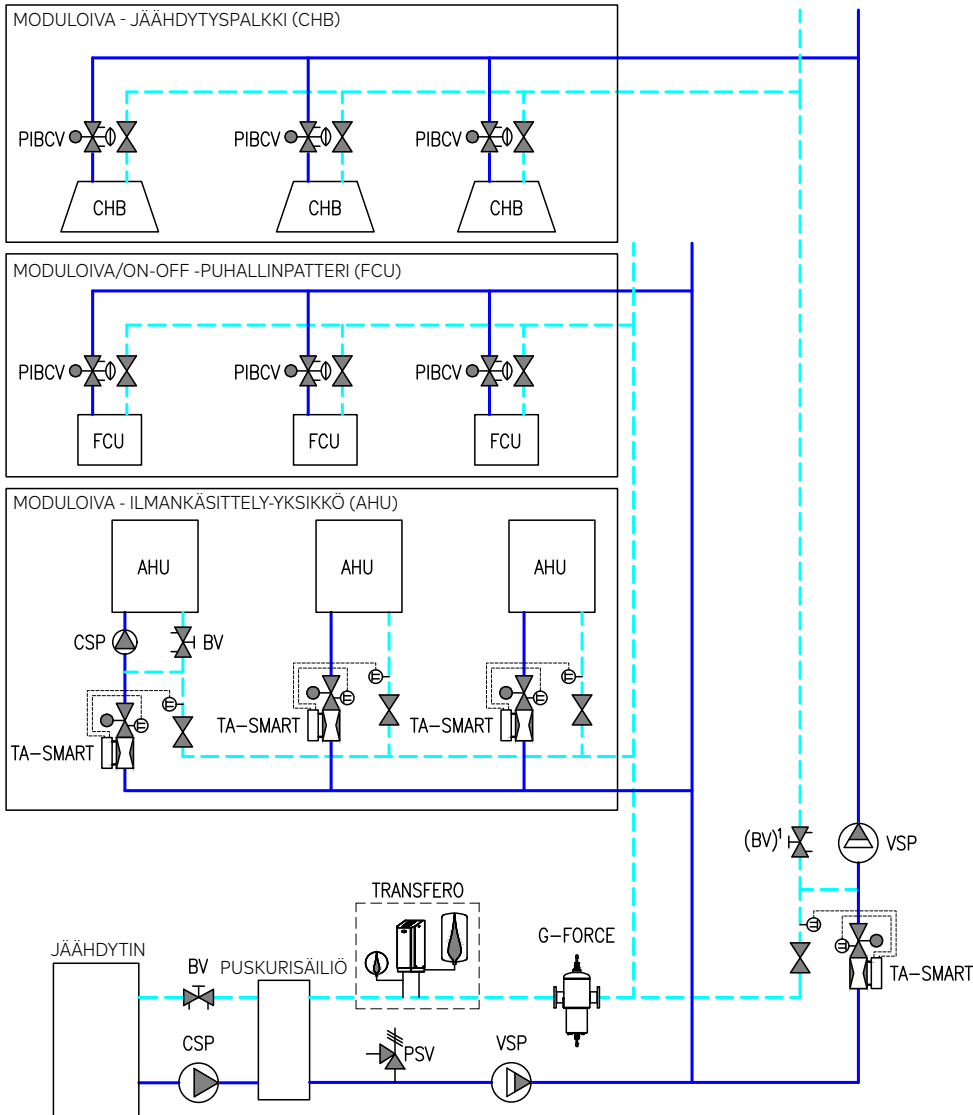 MODULOIVA - JÄÄHDYTYSPALKKI (CHB)
PIBCV PIBCV PIBCV
CHB CHB CHB
MODULOIVA/ON-OFF -PUHALLINPATTERI (FCU)
PIBCV PIBCV PIBCV
FCU FCU FCU
MODULOIVA - ILMANKÄSITTELY-YKSIKKÖ (AHU)
AHU AHU AHU
CSP BV
TA-SMART TA-SMART TA-SMART
(BV)¹ VSP
TA-SMART
TRANSFERO
G-FORCE
JÄÄHDYTIN
BV PUSKURISÄILIÖ
CSP PSV VSP